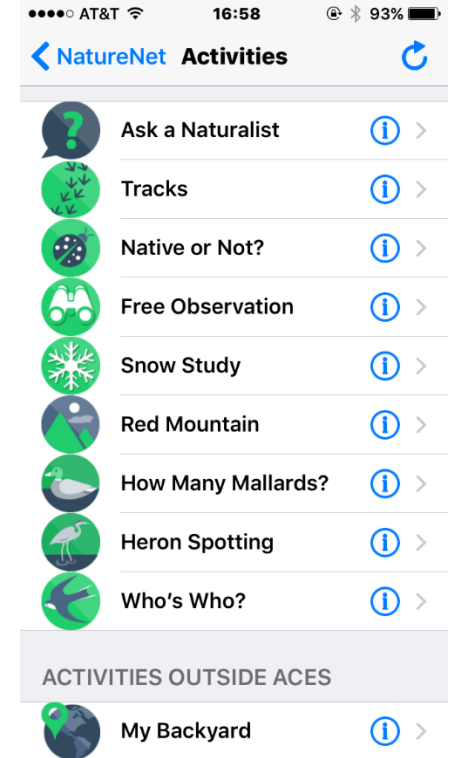 AT&T 16:58 93%
NatureNet Activities
Ask a Naturalist
Tracks
Native or Not?
Free Observation
Snow Study
Red Mountain
How Many Mallards?
Heron Spotting
Who's Who?
ACTIVITIES OUTSIDE ACES
My Backyard